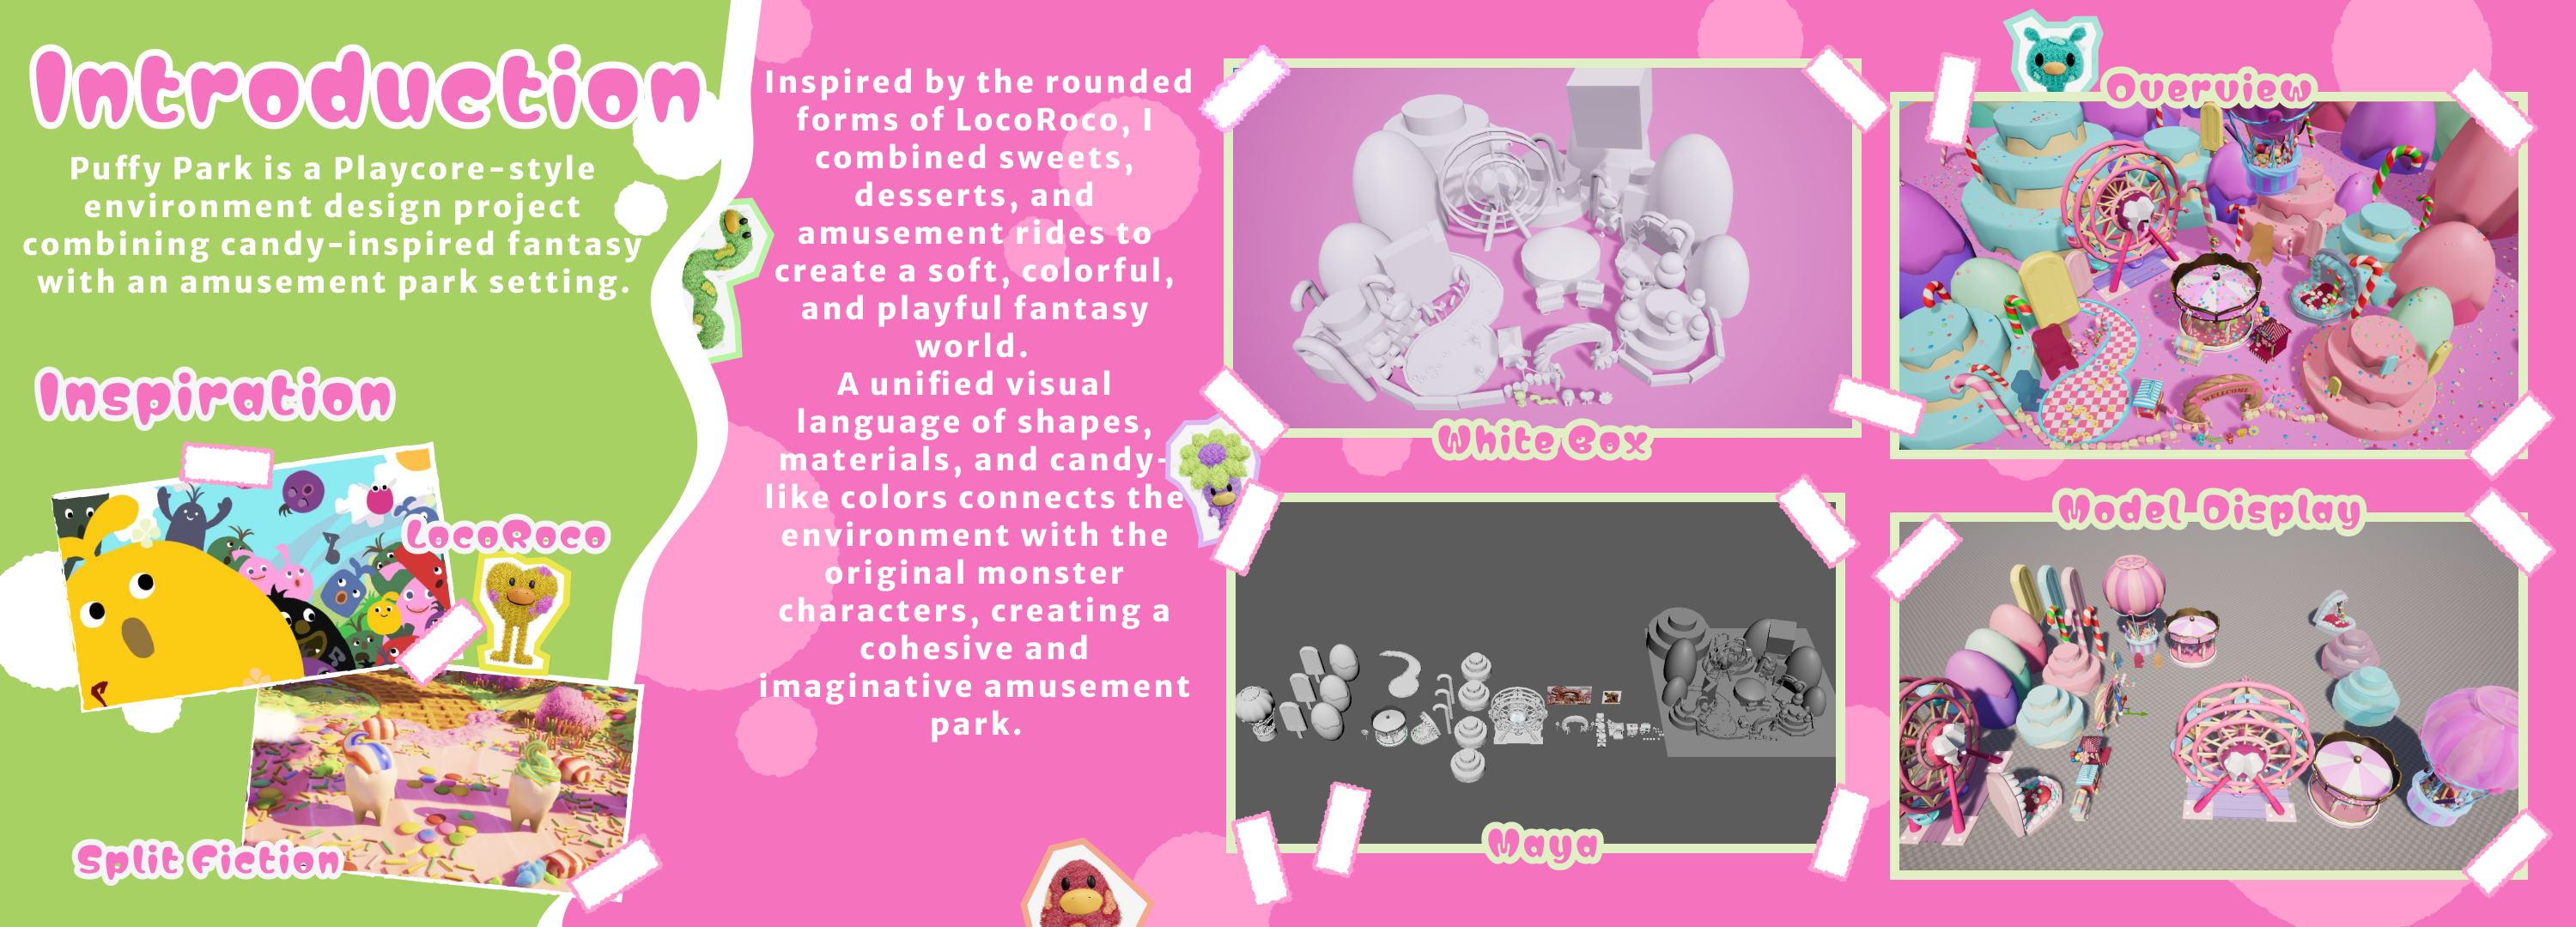 Introduction
Puffy Park is a Playcore-style
environment design project
combining candy-inspired fantasy
with an amusement park setting.
Inspiration
LocoRoco
Split Fiction
Inspired by the rounded
forms of LocoRoco, I
combined sweets,
desserts, and
amusement rides to
create a soft, colorful,
and playful fantasy
world.
A unified visual
language of shapes,
materials, and candy-
like colors connects the
environment with the
original monster
characters, creating a
cohesive and
imaginative amusement
park.
White Box
Maya
Overview
WELCOME
Model Display